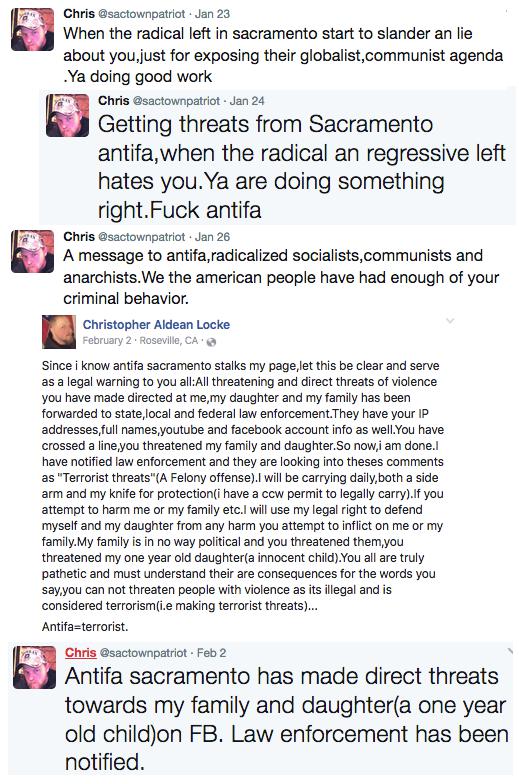 Chris @sactownpatriot · Jan 23
When the radical left in sacramento start to slander an lie
about you,just for exposing their globalist,communist agenda
.Ya doing good work
Chris @sactownpatriot · Jan 24
Getting threats from Sacramento
antifa,when the radical an regressive left
hates you.Ya are doing something
right.Fuck antifa
Chris @sactownpatriot · Jan 26
A message to antifa,radicalized socialists,communists and
anarchists.We the american people have had enough of your
criminal behavior.
Christopher Aldean Locke
February 2 · Roseville, CA ·
Since i know antifa sacramento stalks my page,let this be clear and serve
as a legal warning to you all:All threatening and direct threats of violence
you have made directed at me,my daughter and my family has been
forwarded to state,local and federal law enforcement.They have your IP
addresses,full names,youtube and facebook account info as well.You have
crossed a line,you threatened my family and daughter.So now,i am done.I
have notified law enforcement and they are looking into theses comments
as "Terrorist threats"(A Felony offense).I will be carrying daily,both a side
arm and my knife for protection(i have a ccw permit to legally carry).If you
attempt to harm me or my family etc.I will use my legal right to defend
myself and my daughter from any harm you attempt to inflict on me or my
family.My family is in no way political and you threatened them,you
threatened my one year old daughter(a innocent child).You all are truly
pathetic and must understand their are consequences for the words you
say,you can not threaten people with violence as its illegal and is
considered terrorism(i.e making terrorist threats)...
Antifa=terrorist.
Chris @sactownpatriot · Feb 2
Antifa sacramento has made direct threats
towards my family and daughter(a one year
old child)on FB. Law enforcement has been
notified.